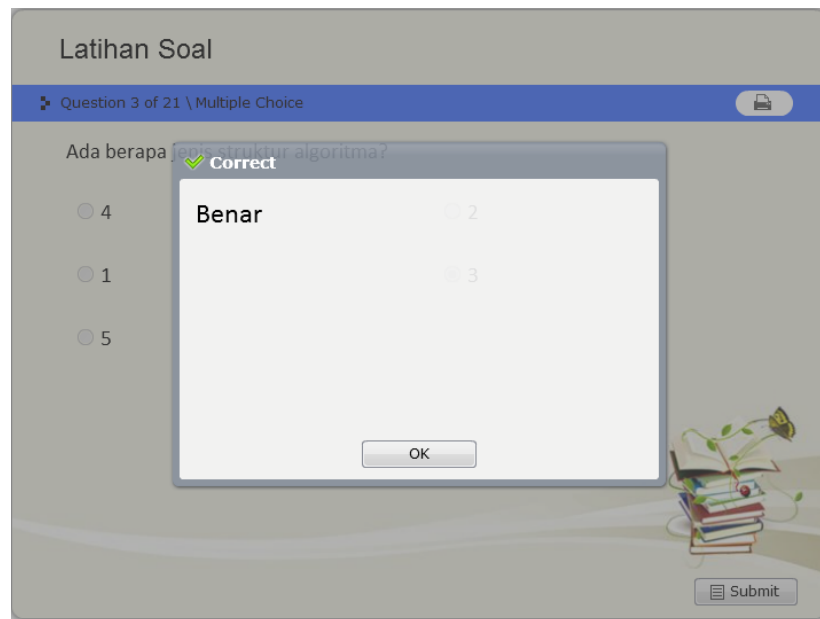 Latihan Soal
Question 3 of 21 \ Multiple Choice
Ada berapa jenis struktur algoritma?
Correct
4
Benar
2
1
3
5
OK
Submit